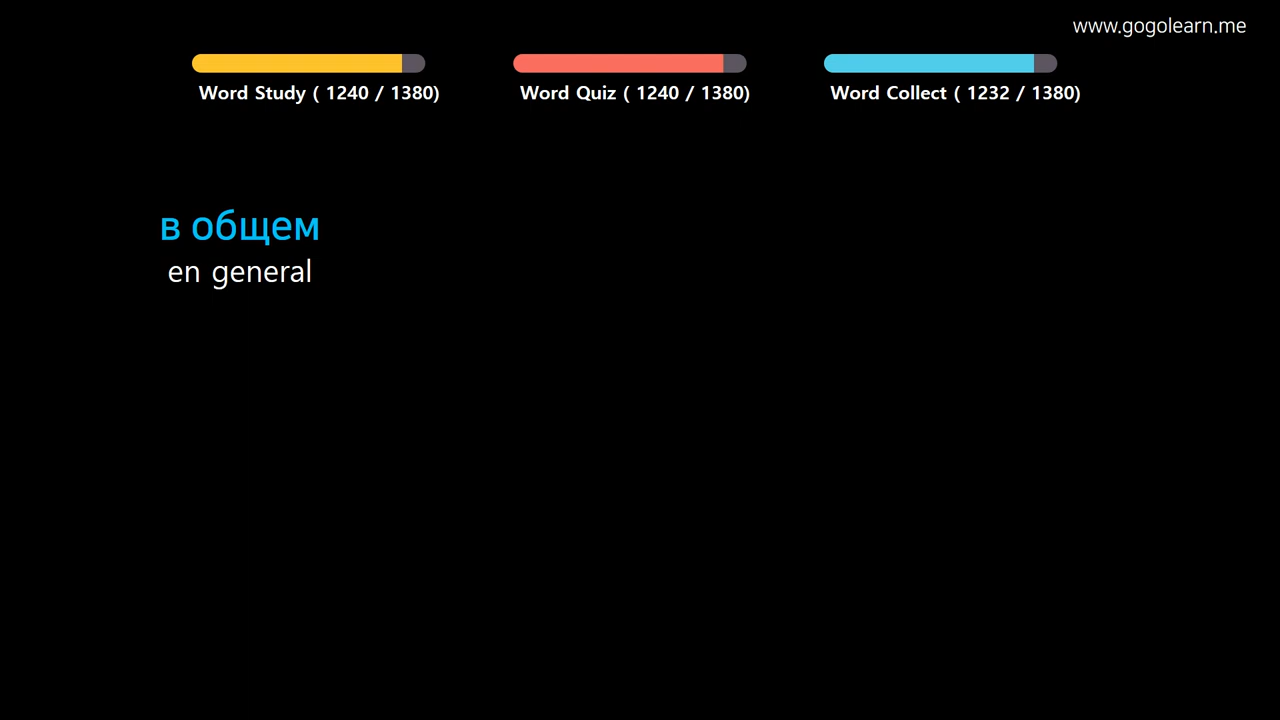 www.gogolearn.me
Word Study ( 1240 / 1380)
Word Quiz ( 1240 / 1380)
Word Collect ( 1232 / 1380)
в общем
en general